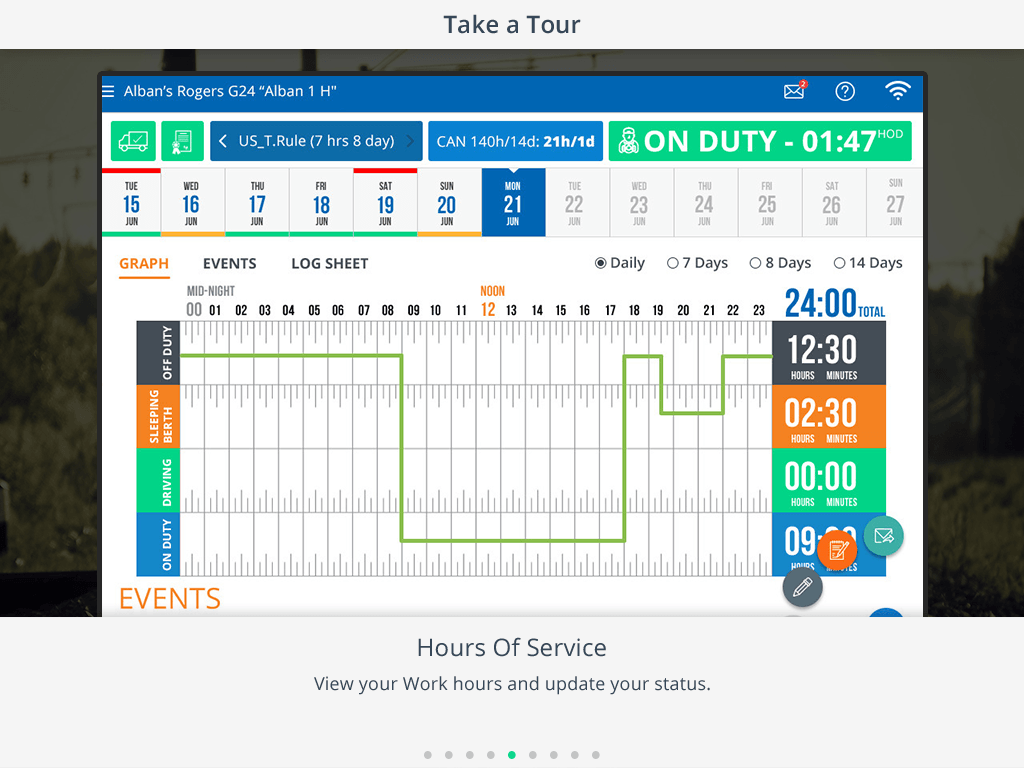 Take a Tour
Alban's Rogers G24 “Alban 1 H"
2
US_T.Rule (7 hrs 8 day)
CAN 140h/14d: 21h/1d
ON DUTY - 01:47 HOD
TUE WED THU FRI SAT SUN MON TUE WED THU FRI SAT SUN
15 16 17 18 19 20 21 22 23 24 25 26 27
JUN JUN JUN JUN JUN JUN JUN JUN JUN JUN JUN JUN JUN
GRAPH EVENTS LOG SHEET
Daily 7 Days 8 Days 14 Days
MID-NIGHT NOON
00 01 02 03 04 05 06 07 08 09 10 11 12 13 14 15 16 17 18 19 20 21 22 23
24:00 TOTAL
OFF DUTY
12:30
HOURS MINUTES
SLEEPING
BERTH
02:30
HOURS MINUTES
DRIVING
00:00
HOURS MINUTES
ON DUTY
09:
EVENTS
Hours Of Service
View your Work hours and update your status.